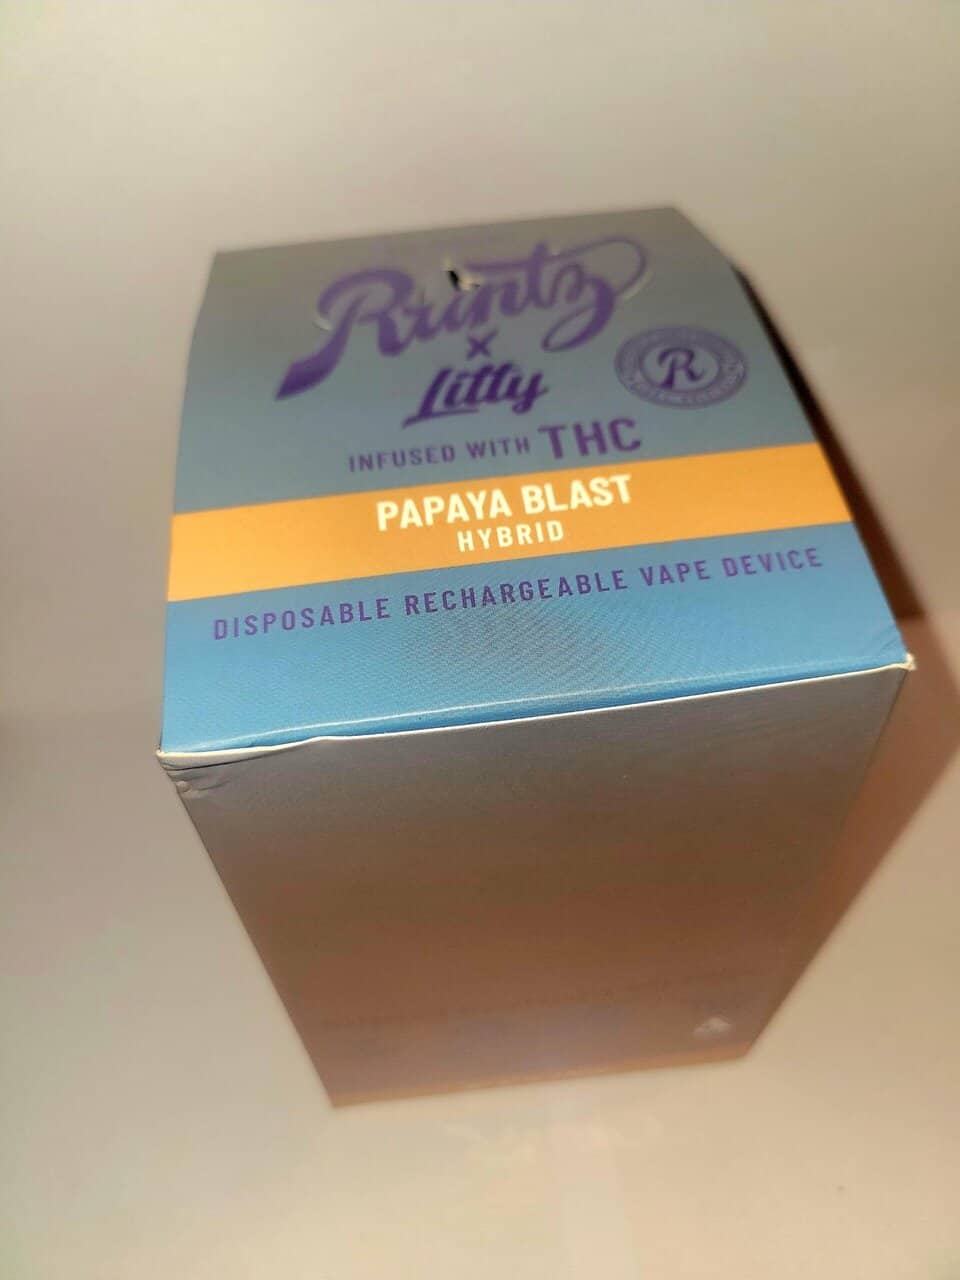 Runtz
X
Litty
R
INFUSED WITH THC
PAPAYA BLAST
HYBRID
DISPOSABLE RECHARGEABLE VAPE DEVICE